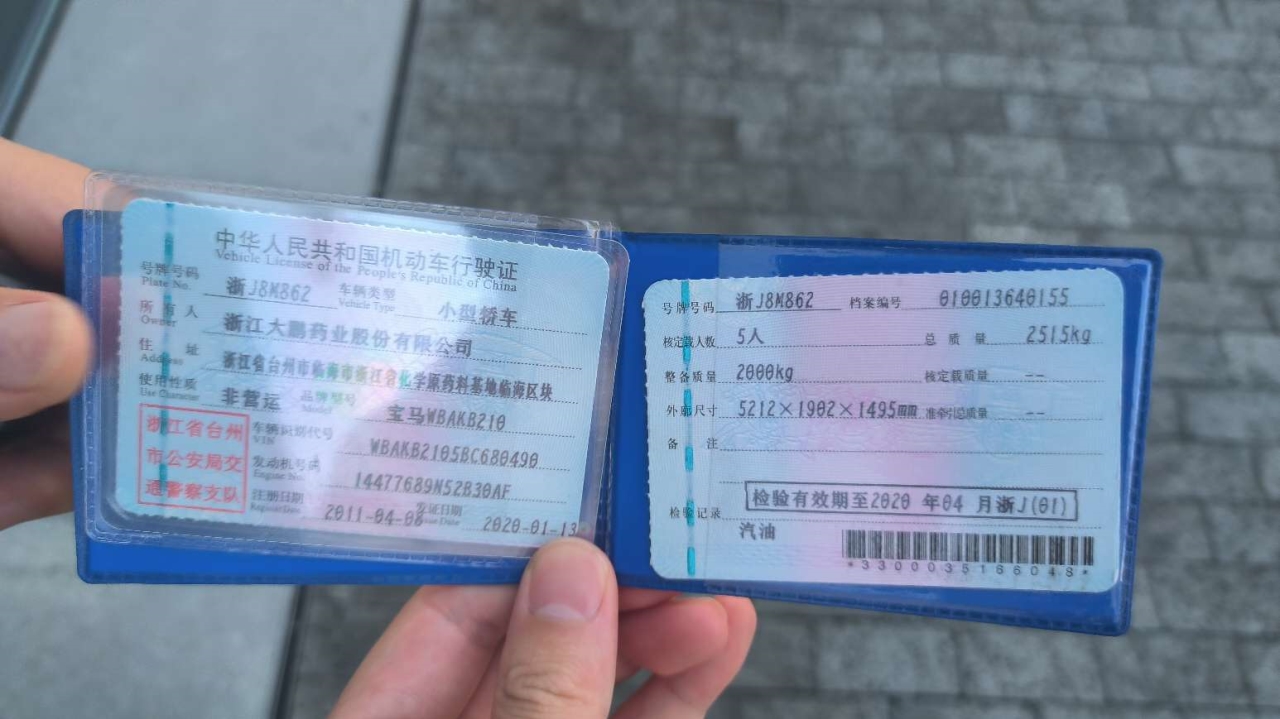 中华人民共和国机动车行驶证
Vehicle License of the People's Republic of China
号牌号码 浙J8M862 车辆类型 小型轿车
Plate No. Vehicle Type
所有人 浙江大鹏药业股份有限公司
Owner
住址 浙江省台州市临海市浙江省化学原药料基地临海区块
Address
使用性质 非营运 品牌型号 宝马WBAKB210
Use Character Model
浙江省台州
市公安局交
通警察支队
车辆识别代号 WBAKB2105BC680490
VIN
发动机号码 14477689N52B30AF
Engine No.
注册日期 2011-04-08 发证日期 2020-01-13
Register Date Issue Date
号牌号码 浙J8M862 档案编号 010013640155
核定载人数 5人 总质量 2515kg
整备质量 2000kg 核定载质量 --
外廓尺寸 5212×1902×1495mm 准牵引总质量 --
备注
检验有效期至2020 年04 月浙J(01)
检验记录
汽油
*3300035166048*